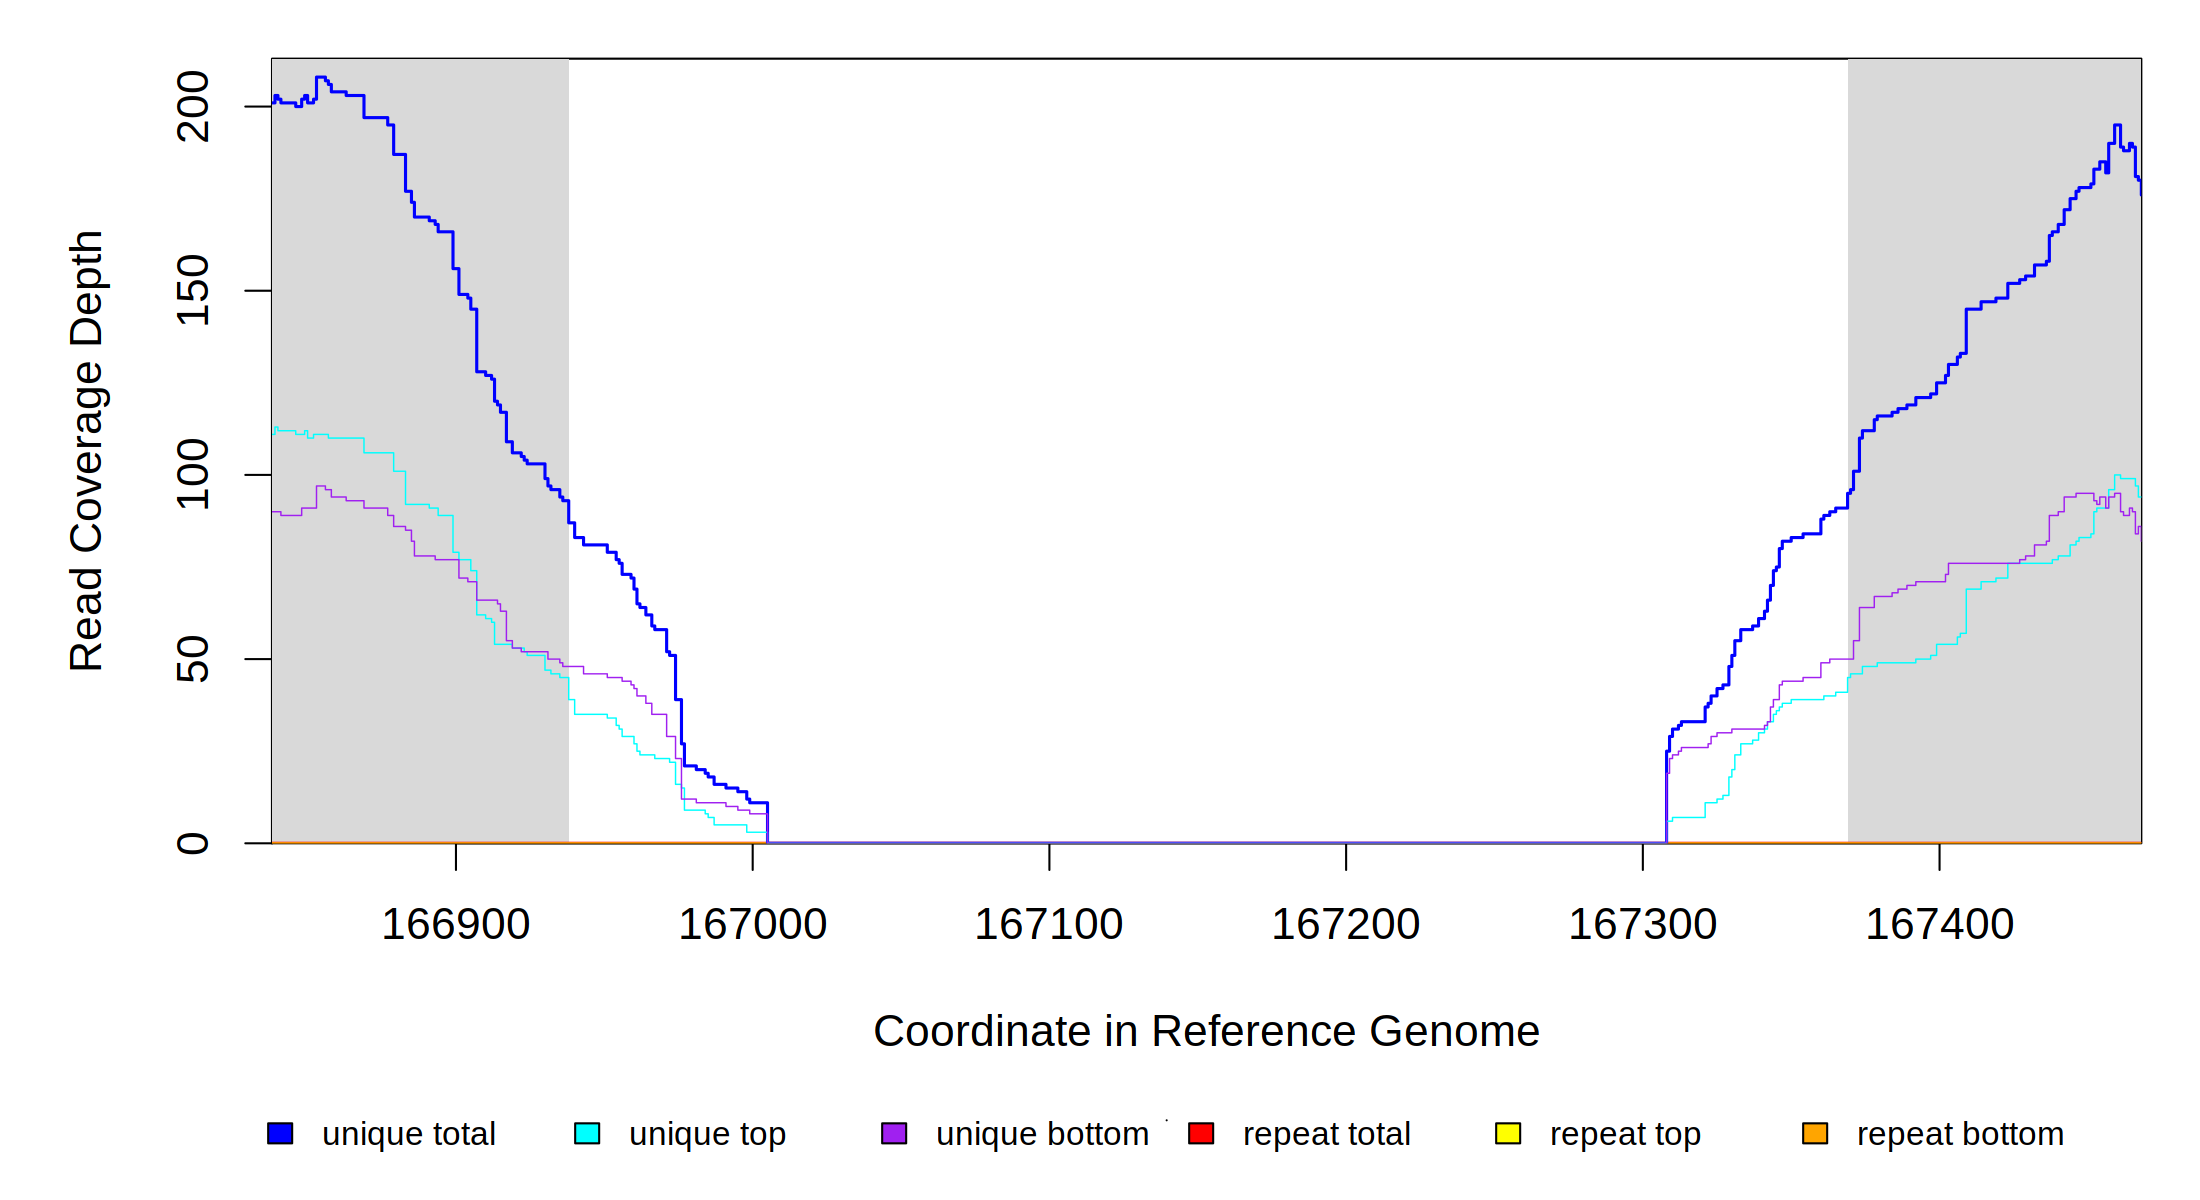 Read Coverage Depth
200
150
100
50
0
166900 167000 167100 167200 167300 167400
Coordinate in Reference Genome
unique total unique top unique bottom repeat total repeat top repeat bottom